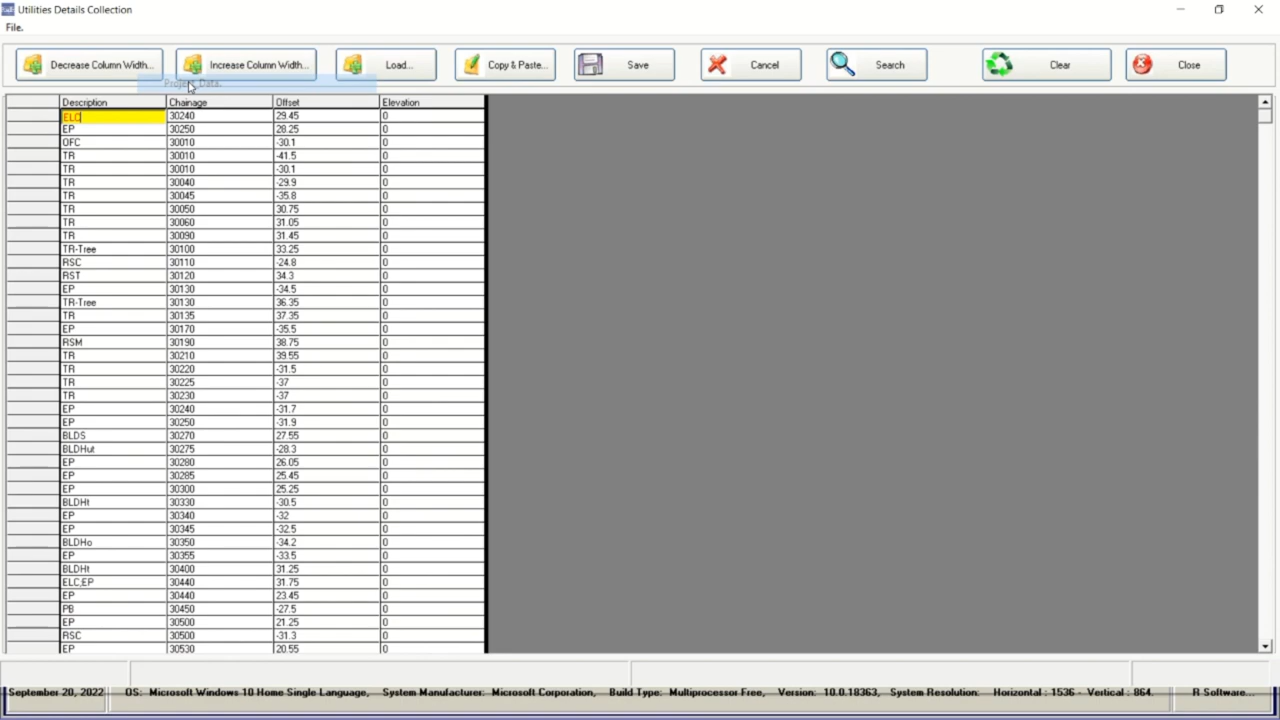 Utilities Details Collection
File.
Decrease Column Width... Increase Column Width... Load... Copy & Paste... Save Cancel Search Clear Close
Project Data.
Description Chainage Offset Elevation
ELC 30240 29.45 0
EP 30250 28.25 0
OFC 30010 -30.1 0
TR 30010 -41.5 0
TR 30010 -30.1 0
TR 30040 -29.9 0
TR 30045 -35.8 0
TR 30050 30.75 0
TR 30060 31.05 0
TR 30090 31.45 0
TR-Tree 30100 33.25 0
RSC 30110 -24.8 0
RST 30120 34.3 0
EP 30130 -34.5 0
TR-Tree 30130 36.35 0
TR 30135 37.35 0
EP 30170 -35.5 0
RSM 30190 38.75 0
TR 30210 39.55 0
TR 30220 -31.5 0
TR 30225 -37 0
TR 30230 -37 0
EP 30240 -31.7 0
EP 30250 -31.9 0
BLDS 30270 27.55 0
BLDHut 30275 -28.3 0
EP 30280 26.05 0
EP 30285 25.45 0
EP 30300 25.25 0
BLDHt 30330 -30.5 0
EP 30340 -32 0
EP 30345 -32.5 0
BLDHo 30350 -34.2 0
EP 30355 -33.5 0
BLDHt 30400 31.25 0
ELC,EP 30440 31.75 0
EP 30440 23.45 0
PB 30450 -27.5 0
EP 30500 21.25 0
RSC 30500 -31.3 0
EP 30530 20.55 0
September 20, 2022 OS: Microsoft Windows 10 Home Single Language, System Manufacturer: Microsoft Corporation, Build Type: Multiprocessor Free, Version: 10.0.18363, System Resolution: Horizontal : 1536 - Vertical : 864. R Software...